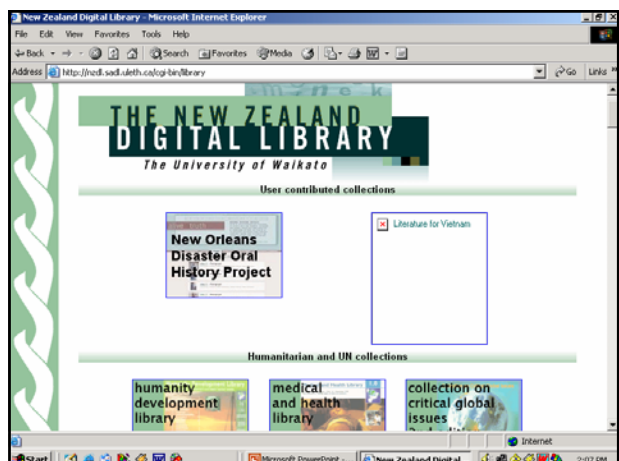 New Zealand Digital Library - Microsoft Internet Explorer
File Edit View Favorites Tools Help
Back Search Favorites Media
Address http://nzdl.sadl.uleth.ca/cgi-bin/library Go Links »
THE NEW ZEALAND
DIGITAL LIBRARY
The University of Waikato
User contributed collections
New Orleans
Disaster Oral
History Project
Literature for Vietnam
Humanitarian and UN collections
humanity
development
library
medical
and health
library
collection on
critical global
issues
Internet
Start Microsoft PowerPoint - New Zealand Digital 2:07 PM